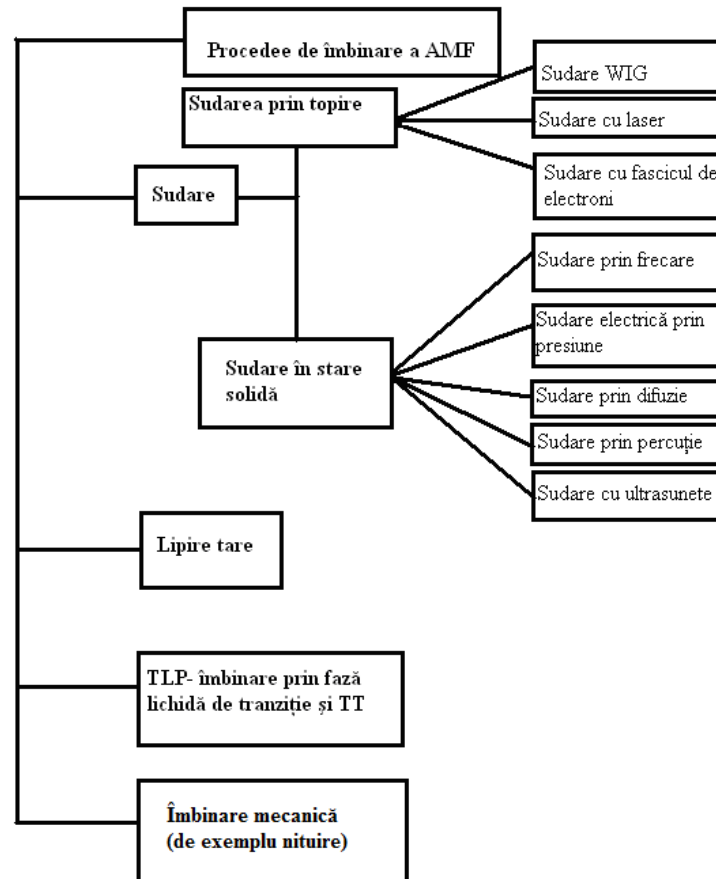 Procedee de îmbinare a AMF
Sudarea prin topire
Sudare WIG
Sudare cu laser
Sudare cu fascicul de
electroni
Sudare
Sudare prin frecare
Sudare electrică prin
presiune
Sudare în stare
solidă
Sudare prin difuzie
Sudare prin percuție
Sudare cu ultrasunete
Lipire tare
TLP- îmbinare prin fază
lichidă de tranziție și TT
Îmbinare mecanică
(de exemplu nituire)